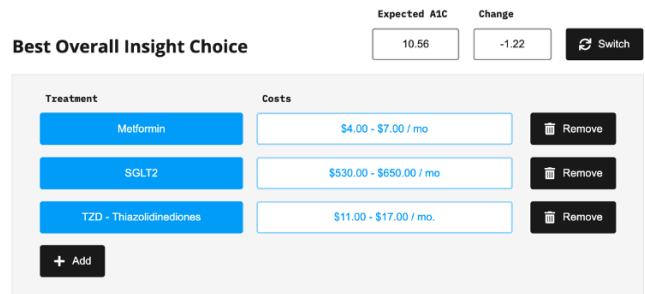 Expected A1C Change
Best Overall Insight Choice 10.56 -1.22 Switch
Treatment Costs
Metformin $4.00 - $7.00 / mo Remove
SGLT2 $530.00 - $650.00 / mo Remove
TZD - Thiazolidinediones $11.00 - $17.00 / mo. Remove
+ Add